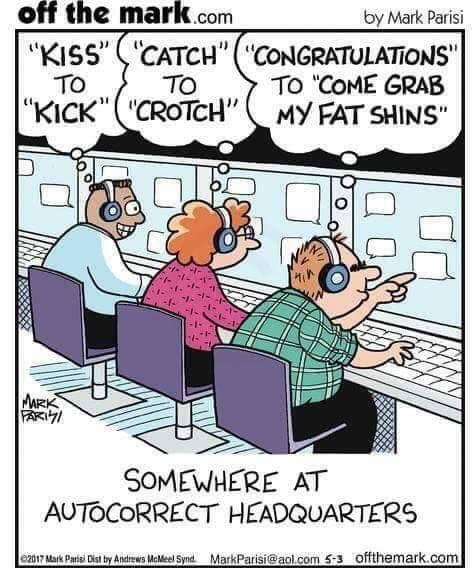 off the mark.com
by Mark Parisi
"KISS"
TO
"KICK"
"CATCH"
TO
"CROTCH"
"CONGRATULATIONS"
TO "COME GRAB
MY FAT SHINS"
MARK
PARISI
SOMEWHERE AT
AUTOCORRECT HEADQUARTERS
©2017 Mark Parisi Dist by Andrews McMeel Synd. MarkParisi@aol.com 5-3 offthemark.com